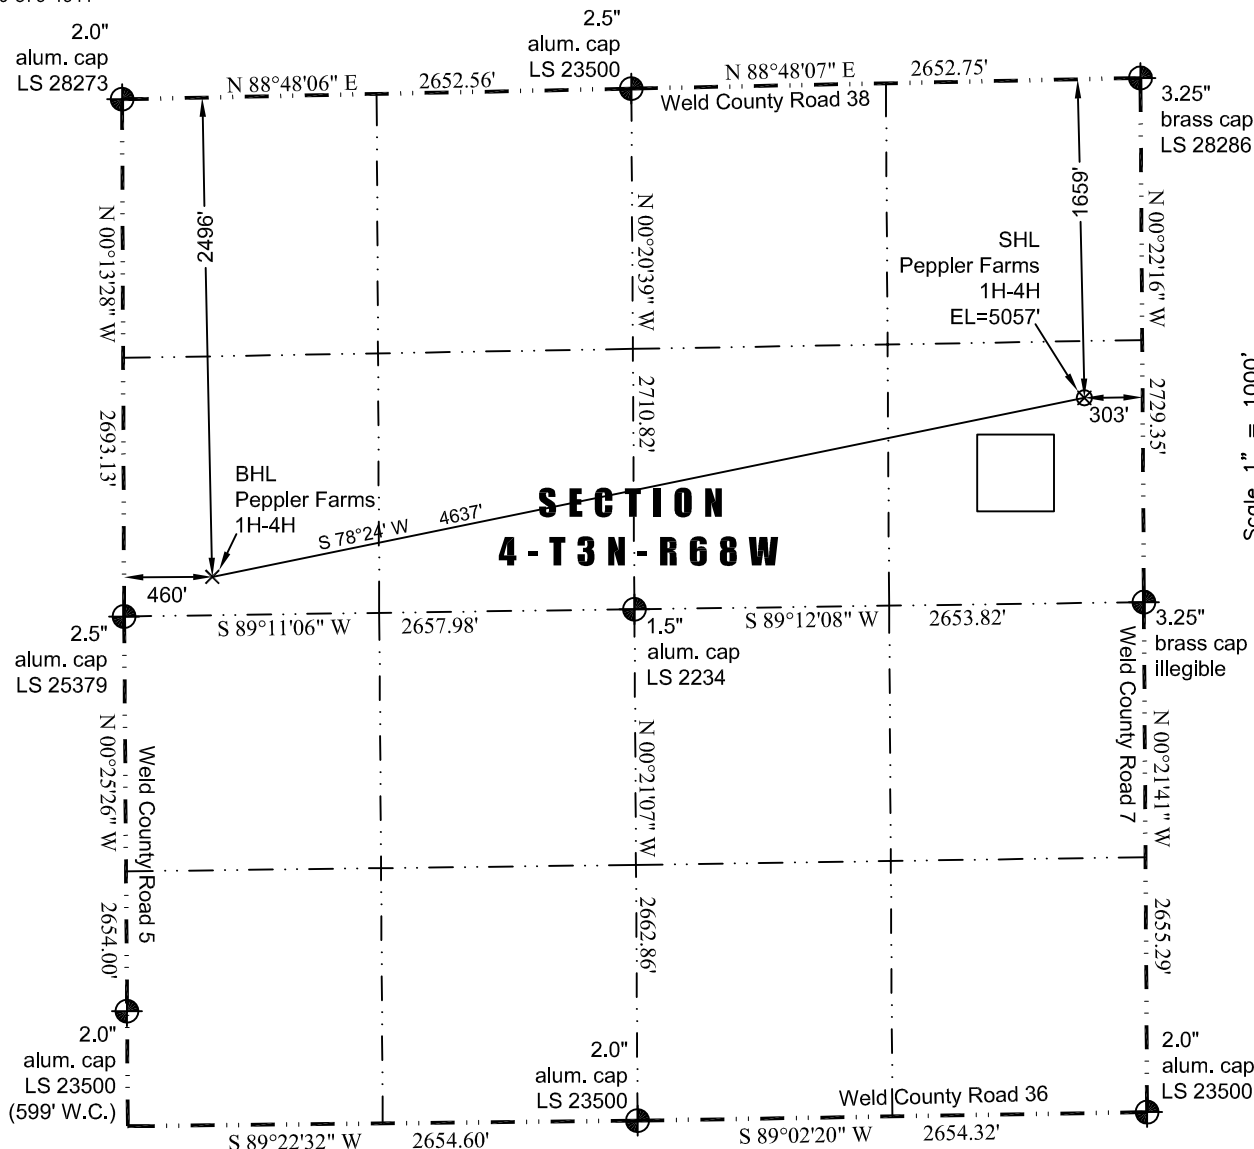 2.0"
alum. cap
LS 28273
N 88°48'06" E
2652.56'
2.5"
alum. cap
LS 23500
N 88°48'07" E
2652.75'
Weld County Road 38
3.25"
brass cap
LS 28286
N 00°13'28" W
2693.13'
2496'
N 00°20'39" W
2710.82'
1659'
N 00°22'16" W
2729.35'
SHL
Peppler Farms
1H-4H
EL=5057'
303'
Scale 1" = 1000'
BHL
Peppler Farms
1H-4H
S 78°24' W
4637'
SECTION
4-T3N-R68W
460'
2.5"
alum. cap
LS 25379
S 89°11'06" W
2657.98'
1.5"
alum. cap
LS 2234
S 89°12'08" W
2653.82'
3.25"
brass cap
illegible
Weld County Road 7
N 00°25'26" W
2654.00'
Weld County Road 5
N 00°21'07" W
2662.86'
N 00°21'41" W
2655.29'
2.0"
alum. cap
LS 23500
(599' W.C.)
2.0"
alum. cap
LS 23500
Weld County Road 36
2.0"
alum. cap
LS 23500
S 89°22'32" W
2654.60'
S 89°02'20" W
2654.32'